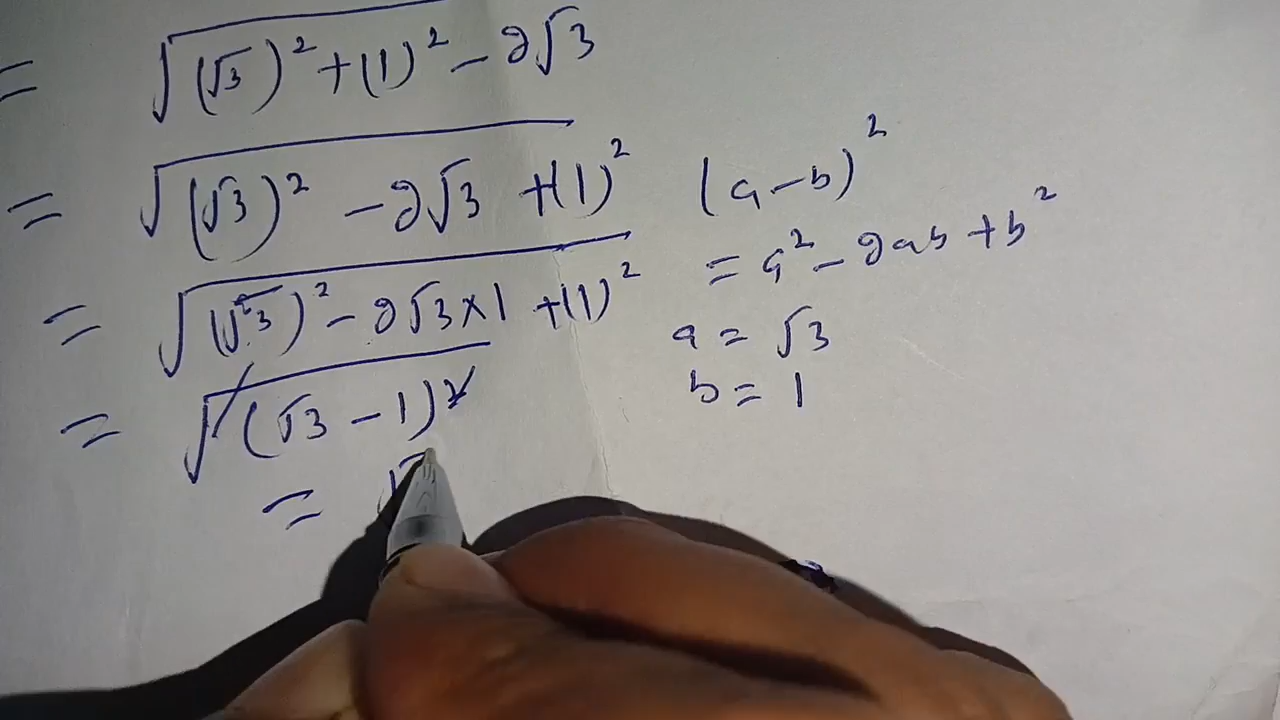 = √(√3)² + (1)² - 2√3
= √(√3)² - 2√3 + (1)²
= √(√3)² - 2√3 × 1 + (1)²
= √(√3 - 1)²
= √
(a - b)²
= a² - 2ab + b²
a = √3
b = 1